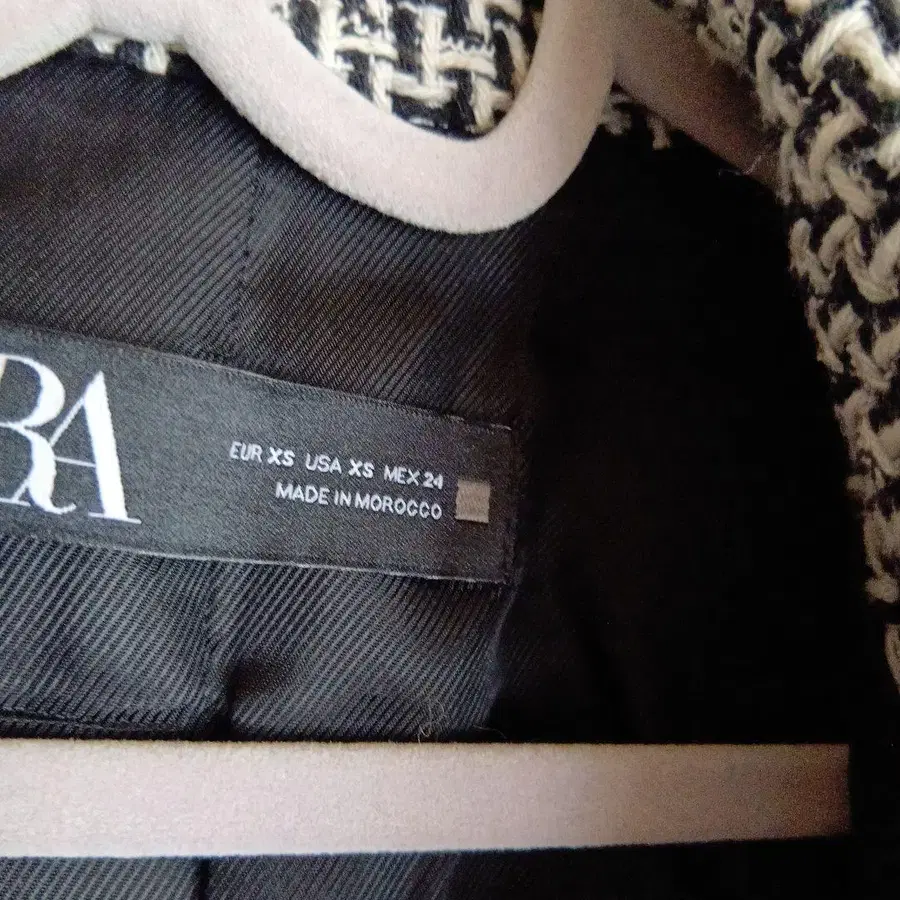 RA
EUR XS USA XS MEX 24
MADE IN MOROCCO